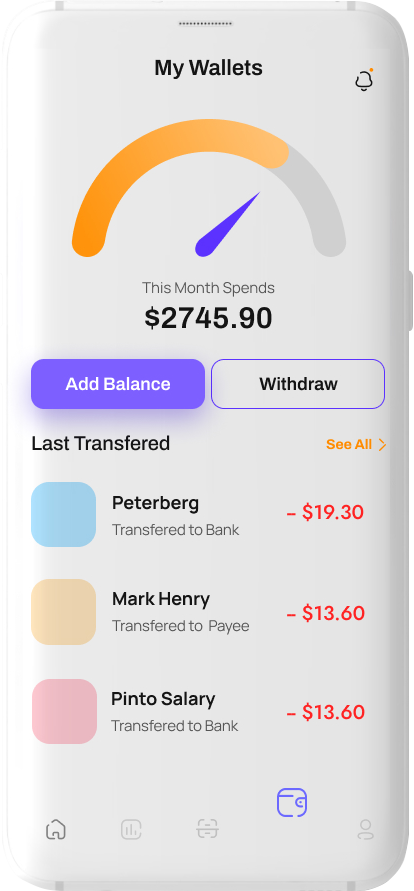 My Wallets
This Month Spends
$2745.90
Add Balance
Withdraw
Last Transfered
See All
Peterberg
– $19.30
Transfered to Bank
Mark Henry
– $13.60
Transfered to Payee
Pinto Salary
– $13.60
Transfered to Bank